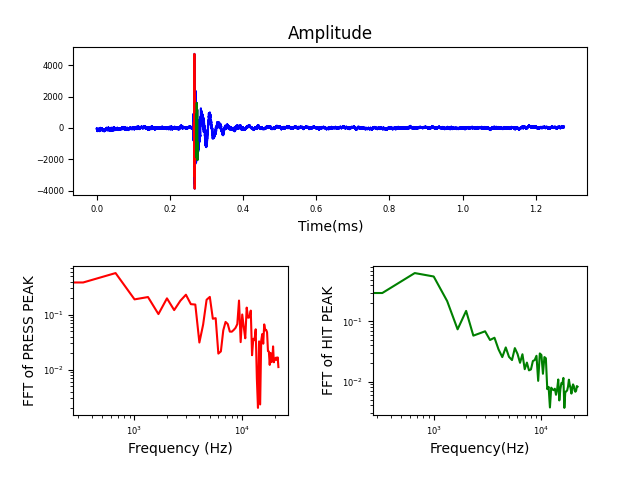 Amplitude
4000
2000
0
−2000
−4000
0.0 0.2 0.4 0.6 0.8 1.0 1.2
Time(ms)
FFT of PRESS PEAK
10⁻¹
10⁻²
10³ 10⁴
Frequency (Hz)
FFT of HIT PEAK
10⁻¹
10⁻²
10³ 10⁴
Frequency(Hz)